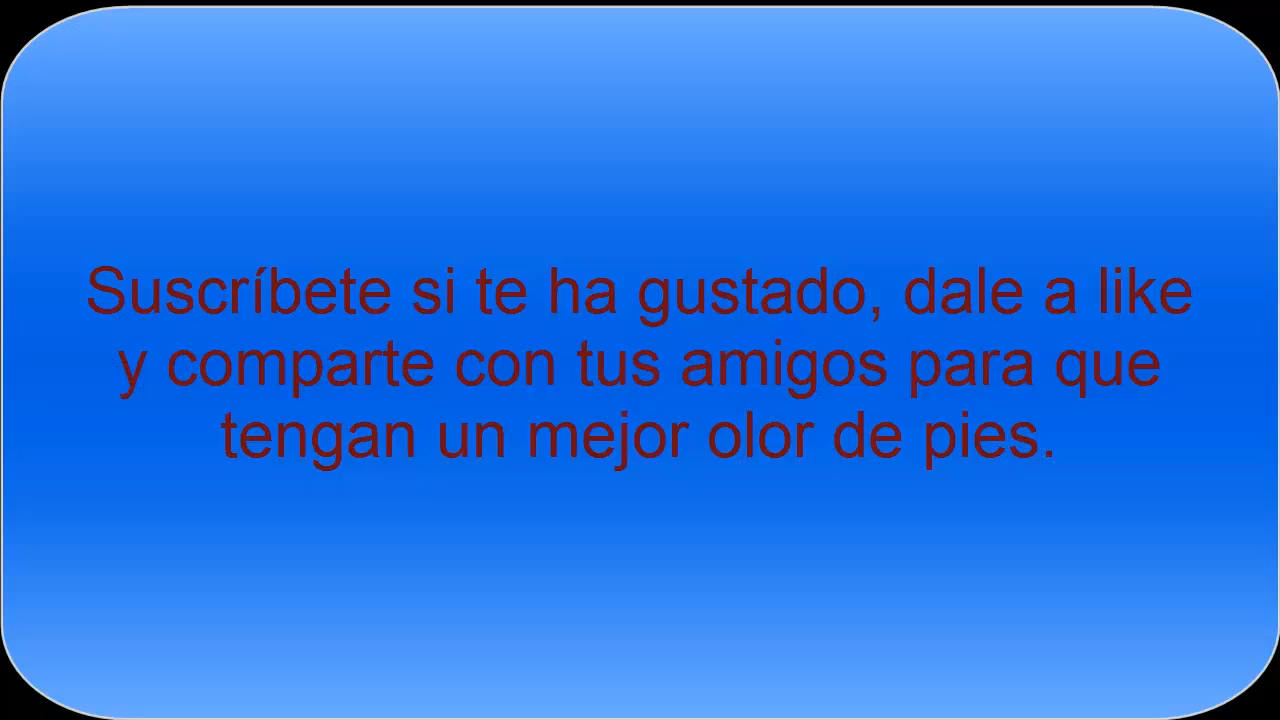 Suscríbete si te ha gustado, dale a like
y comparte con tus amigos para que
tengan un mejor olor de pies.